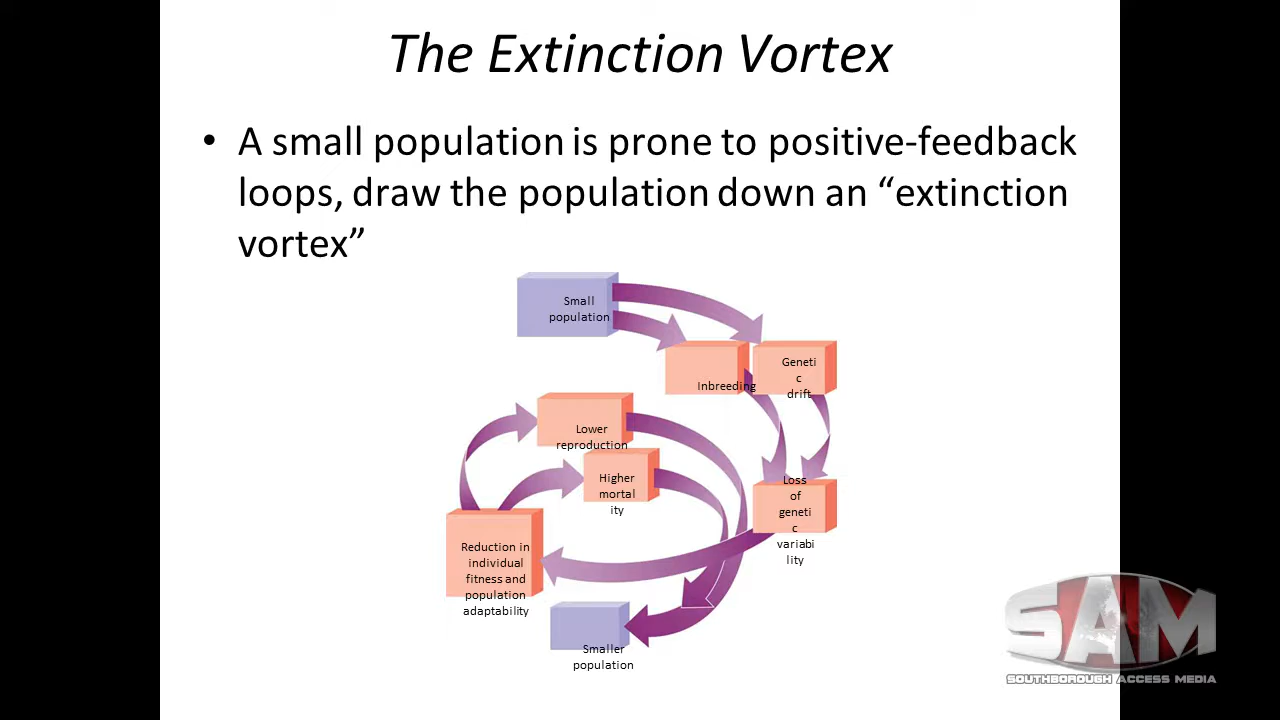 The Extinction Vortex
• A small population is prone to positive-feedback
loops, draw the population down an “extinction
vortex”
Small
population
Inbreeding
Geneti
c
drift
Lower
reproduction
Higher
mortal
ity
Loss
of
geneti
c
variabi
lity
Reduction in
individual
fitness and
population
adaptability
Smaller
population
SAM
SOUTHBOROUGH ACCESS MEDIA